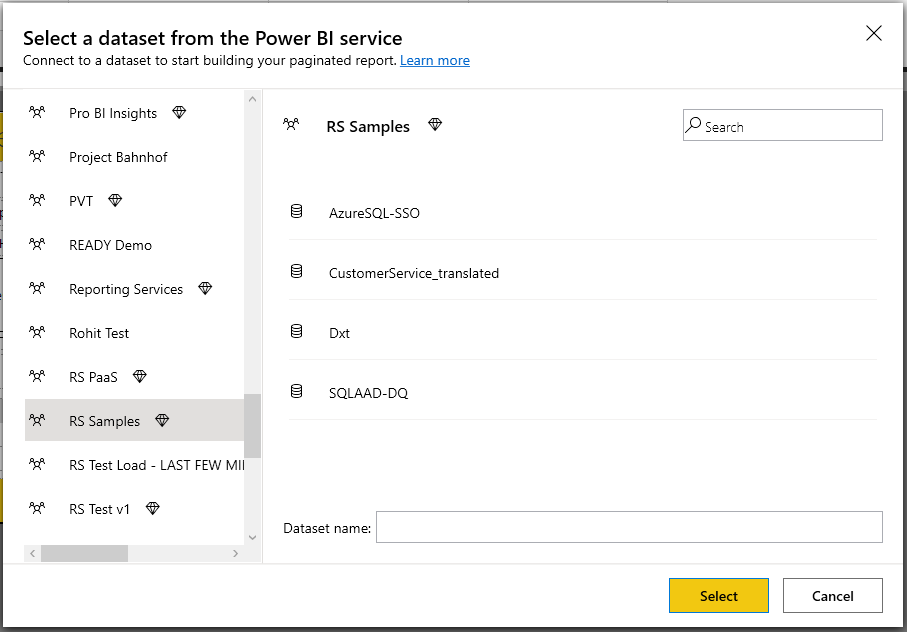 Select a dataset from the Power BI service
Connect to a dataset to start building your paginated report. Learn more
Pro BI Insights
Project Bahnhof
PVT
READY Demo
Reporting Services
Rohit Test
RS PaaS
RS Samples
RS Test Load - LAST FEW
RS Test v1
RS Samples
Search
AzureSQL-SSO
CustomerService_translated
Dxt
SQLAAD-DQ
Dataset name:
Select
Cancel